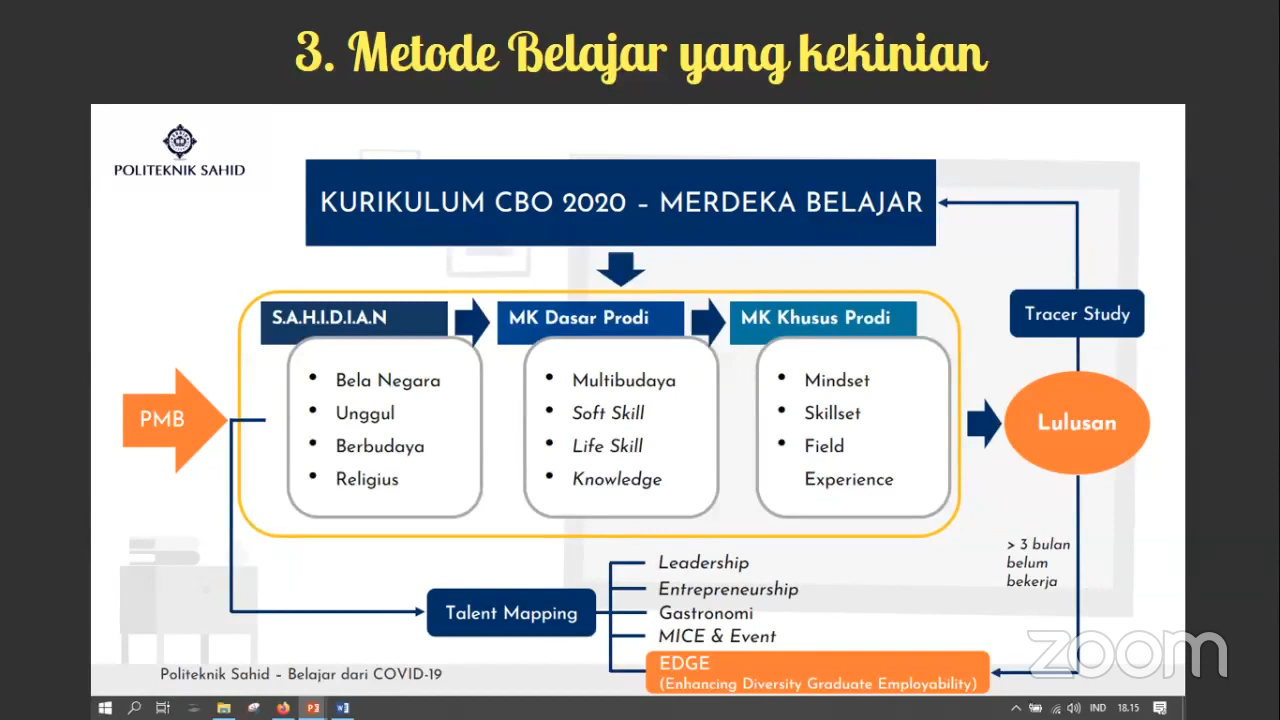 3. Metode Belajar yang kekinian
POLITEKNIK SAHID
KURIKULUM CBO 2020 – MERDEKA BELAJAR
S.A.H.I.D.I.A.N
MK Dasar Prodi
MK Khusus Prodi
Tracer Study
PMB
• Bela Negara
• Unggul
• Berbudaya
• Religius
• Multibudaya
• Soft Skill
• Life Skill
• Knowledge
• Mindset
• Skillset
• Field
Experience
Lulusan
> 3 bulan
belum
bekerja
Talent Mapping
Leadership
Entrepreneurship
Gastronomi
MICE & Event
EDGE
(Enhancing Diversity Graduate Employability)
zoom
Politeknik Sahid – Belajar dari COVID-19
IND
18.15